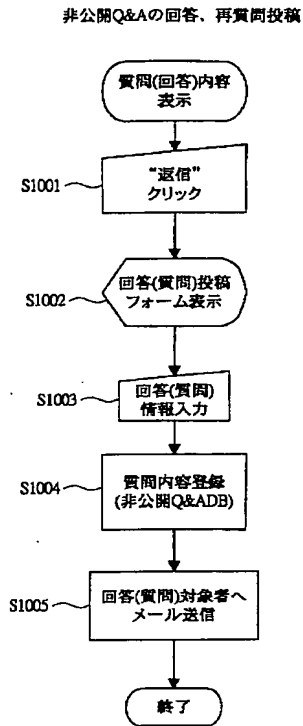 非公開Q&Aの回答、再質問投稿
質問(回答)内容
表示
S1001
“返信”
クリック
S1002
回答(質問)投稿
フォーム表示
S1003
回答(質問)
情報入力
S1004
質問内容登録
(非公開Q&ADB)
S1005
回答(質問)対象者へ
メール送信
終了